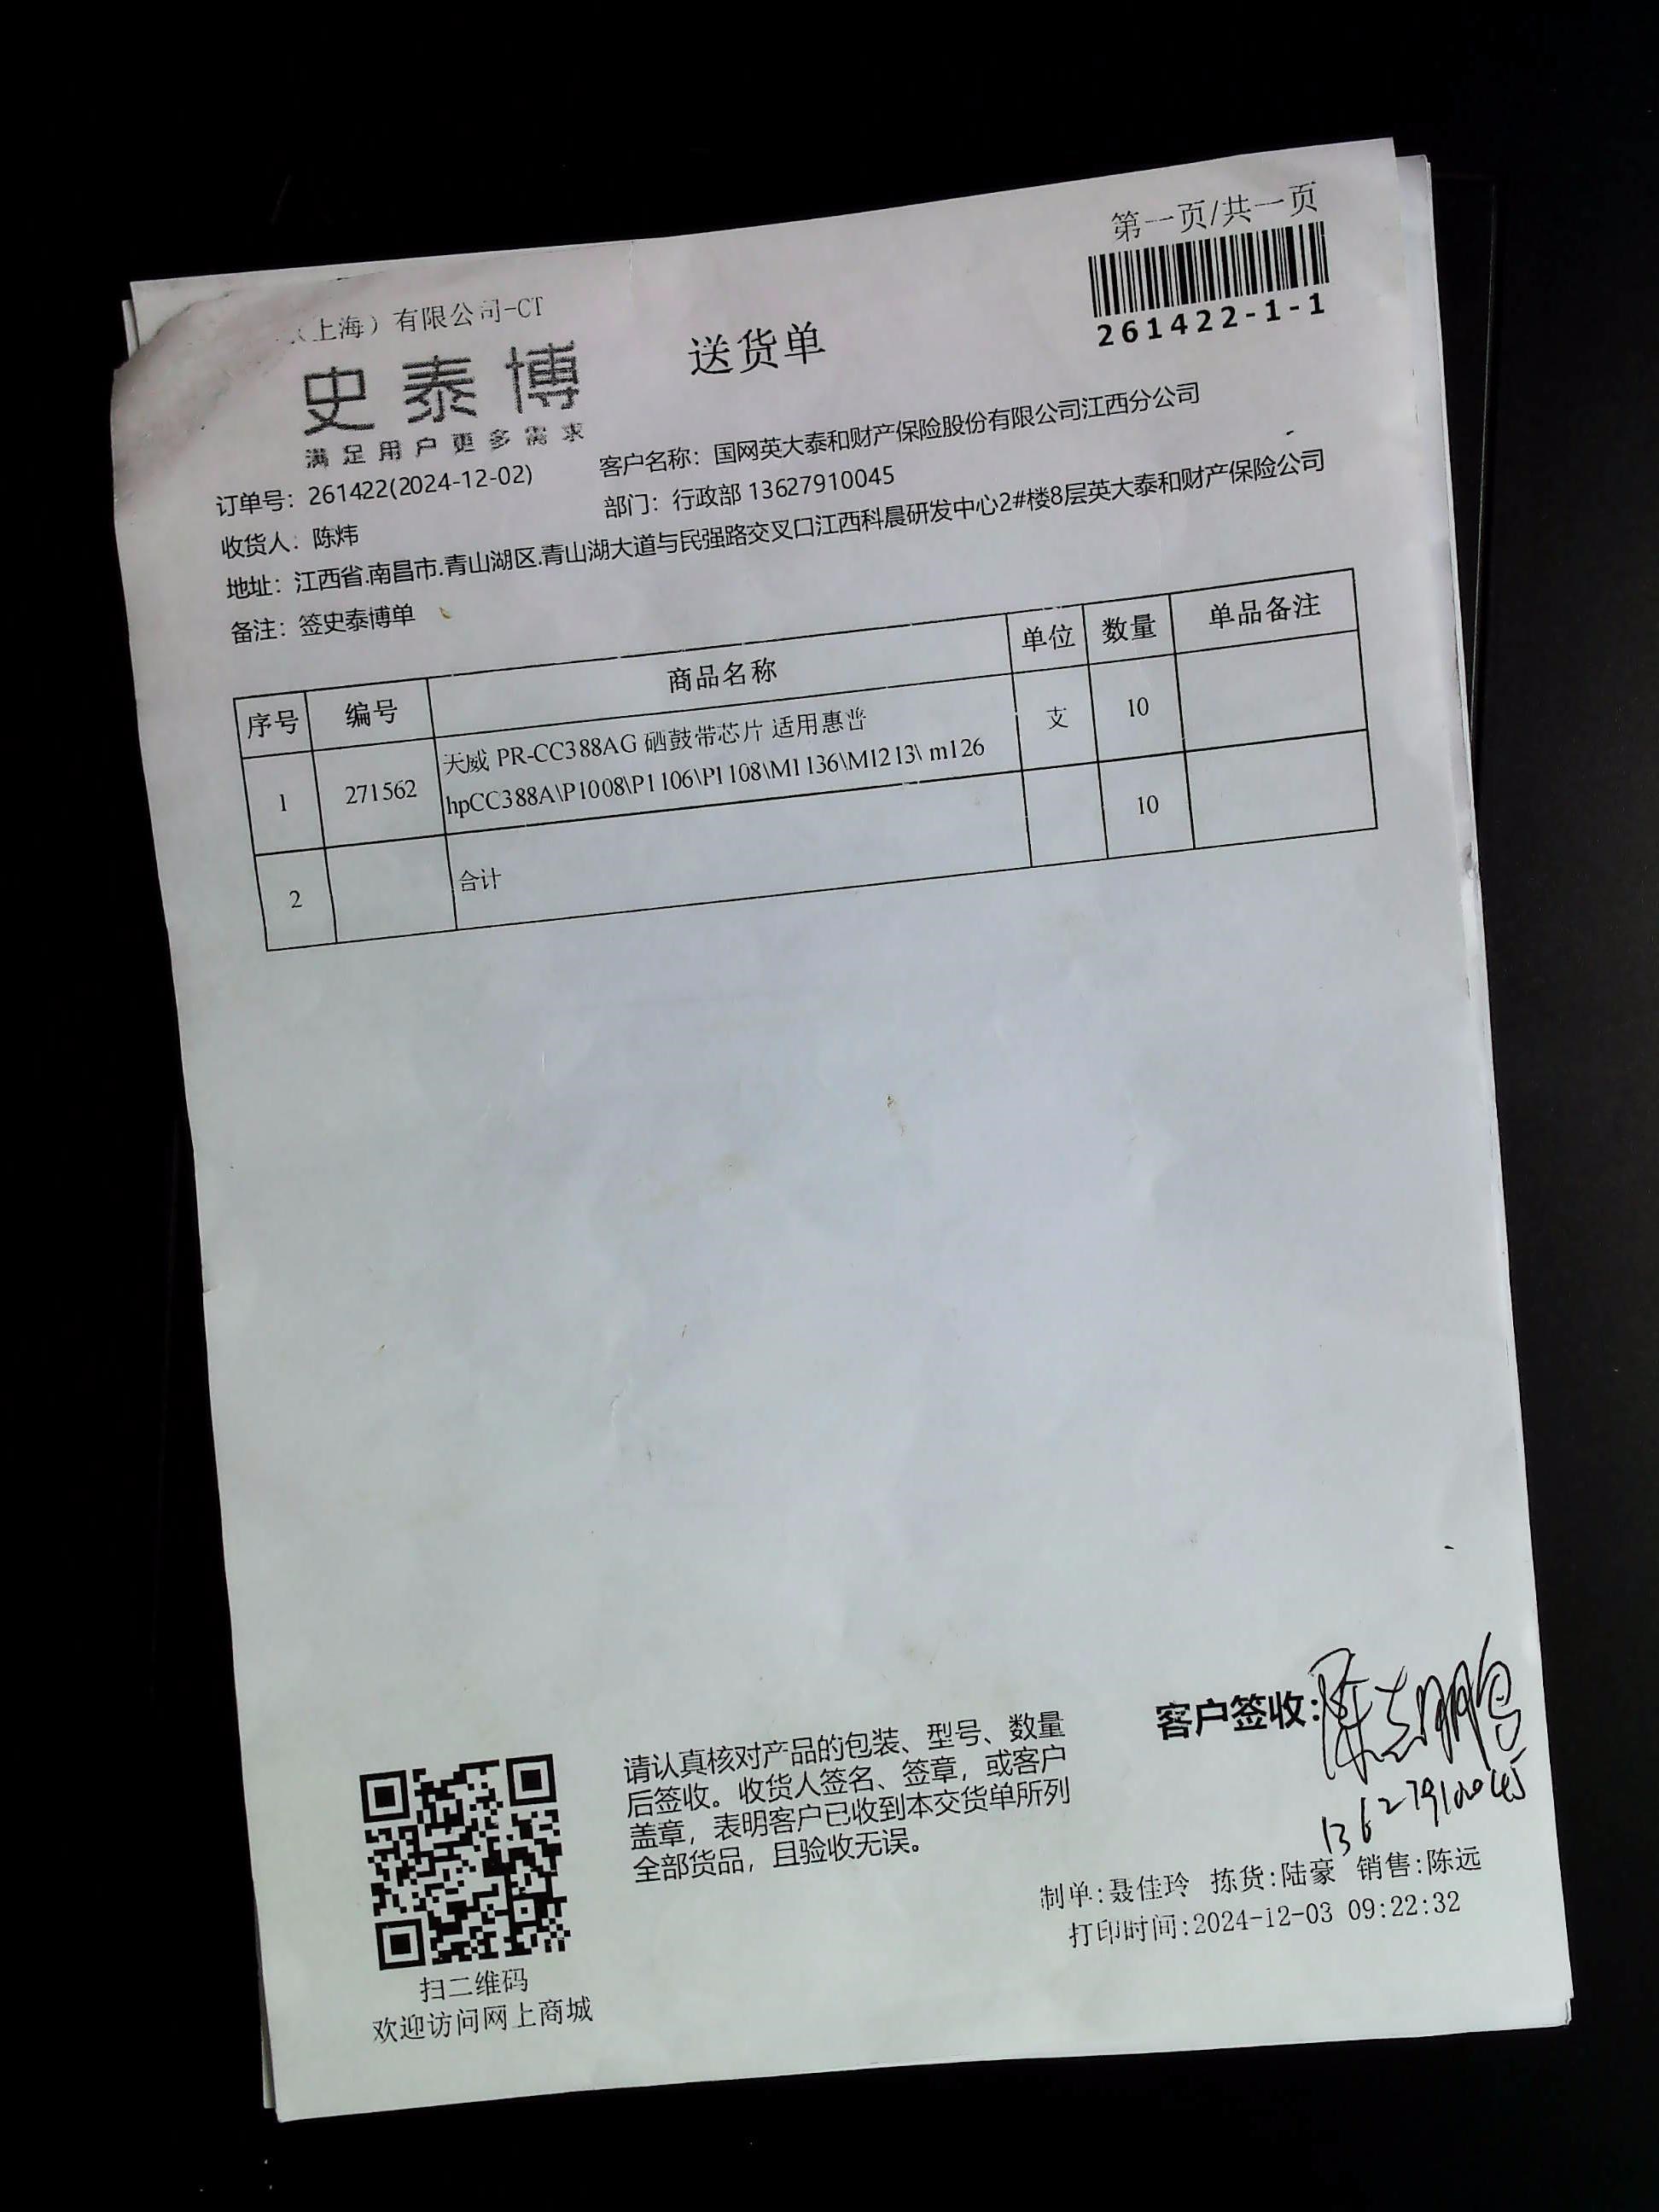 第一页/共一页
（上海）有限公司-CT
261422-1-1
史泰博
送货单
满足用户更多需求
订单号：261422(2024-12-02)
客户名称：国网英大泰和财产保险股份有限公司江西分公司
收货人：陈炜
部门：行政部 13627910045
地址：江西省.南昌市.青山湖区.青山湖大道与民强路交叉口江西科晨研发中心2#楼8层英大泰和财产保险公司
备注：签史泰博单
序号 编号 商品名称 单位 数量 单品备注
1 271562 天威 PR-CC388AG 硒鼓带芯片 适用惠普 支 10
hpCC388A\P1008\P1106\P1108\M1136\M1213\ m126
2 合计 10
客户签收:陈志鹏
13627910045
请认真核对产品的包装、型号、数量
后签收。收货人签名、签章，或客户
盖章，表明客户已收到本交货单所列
全部货品，且验收无误。
制单:聂佳玲 拣货:陆豪 销售:陈远
打印时间:2024-12-03 09:22:32
扫二维码
欢迎访问网上商城